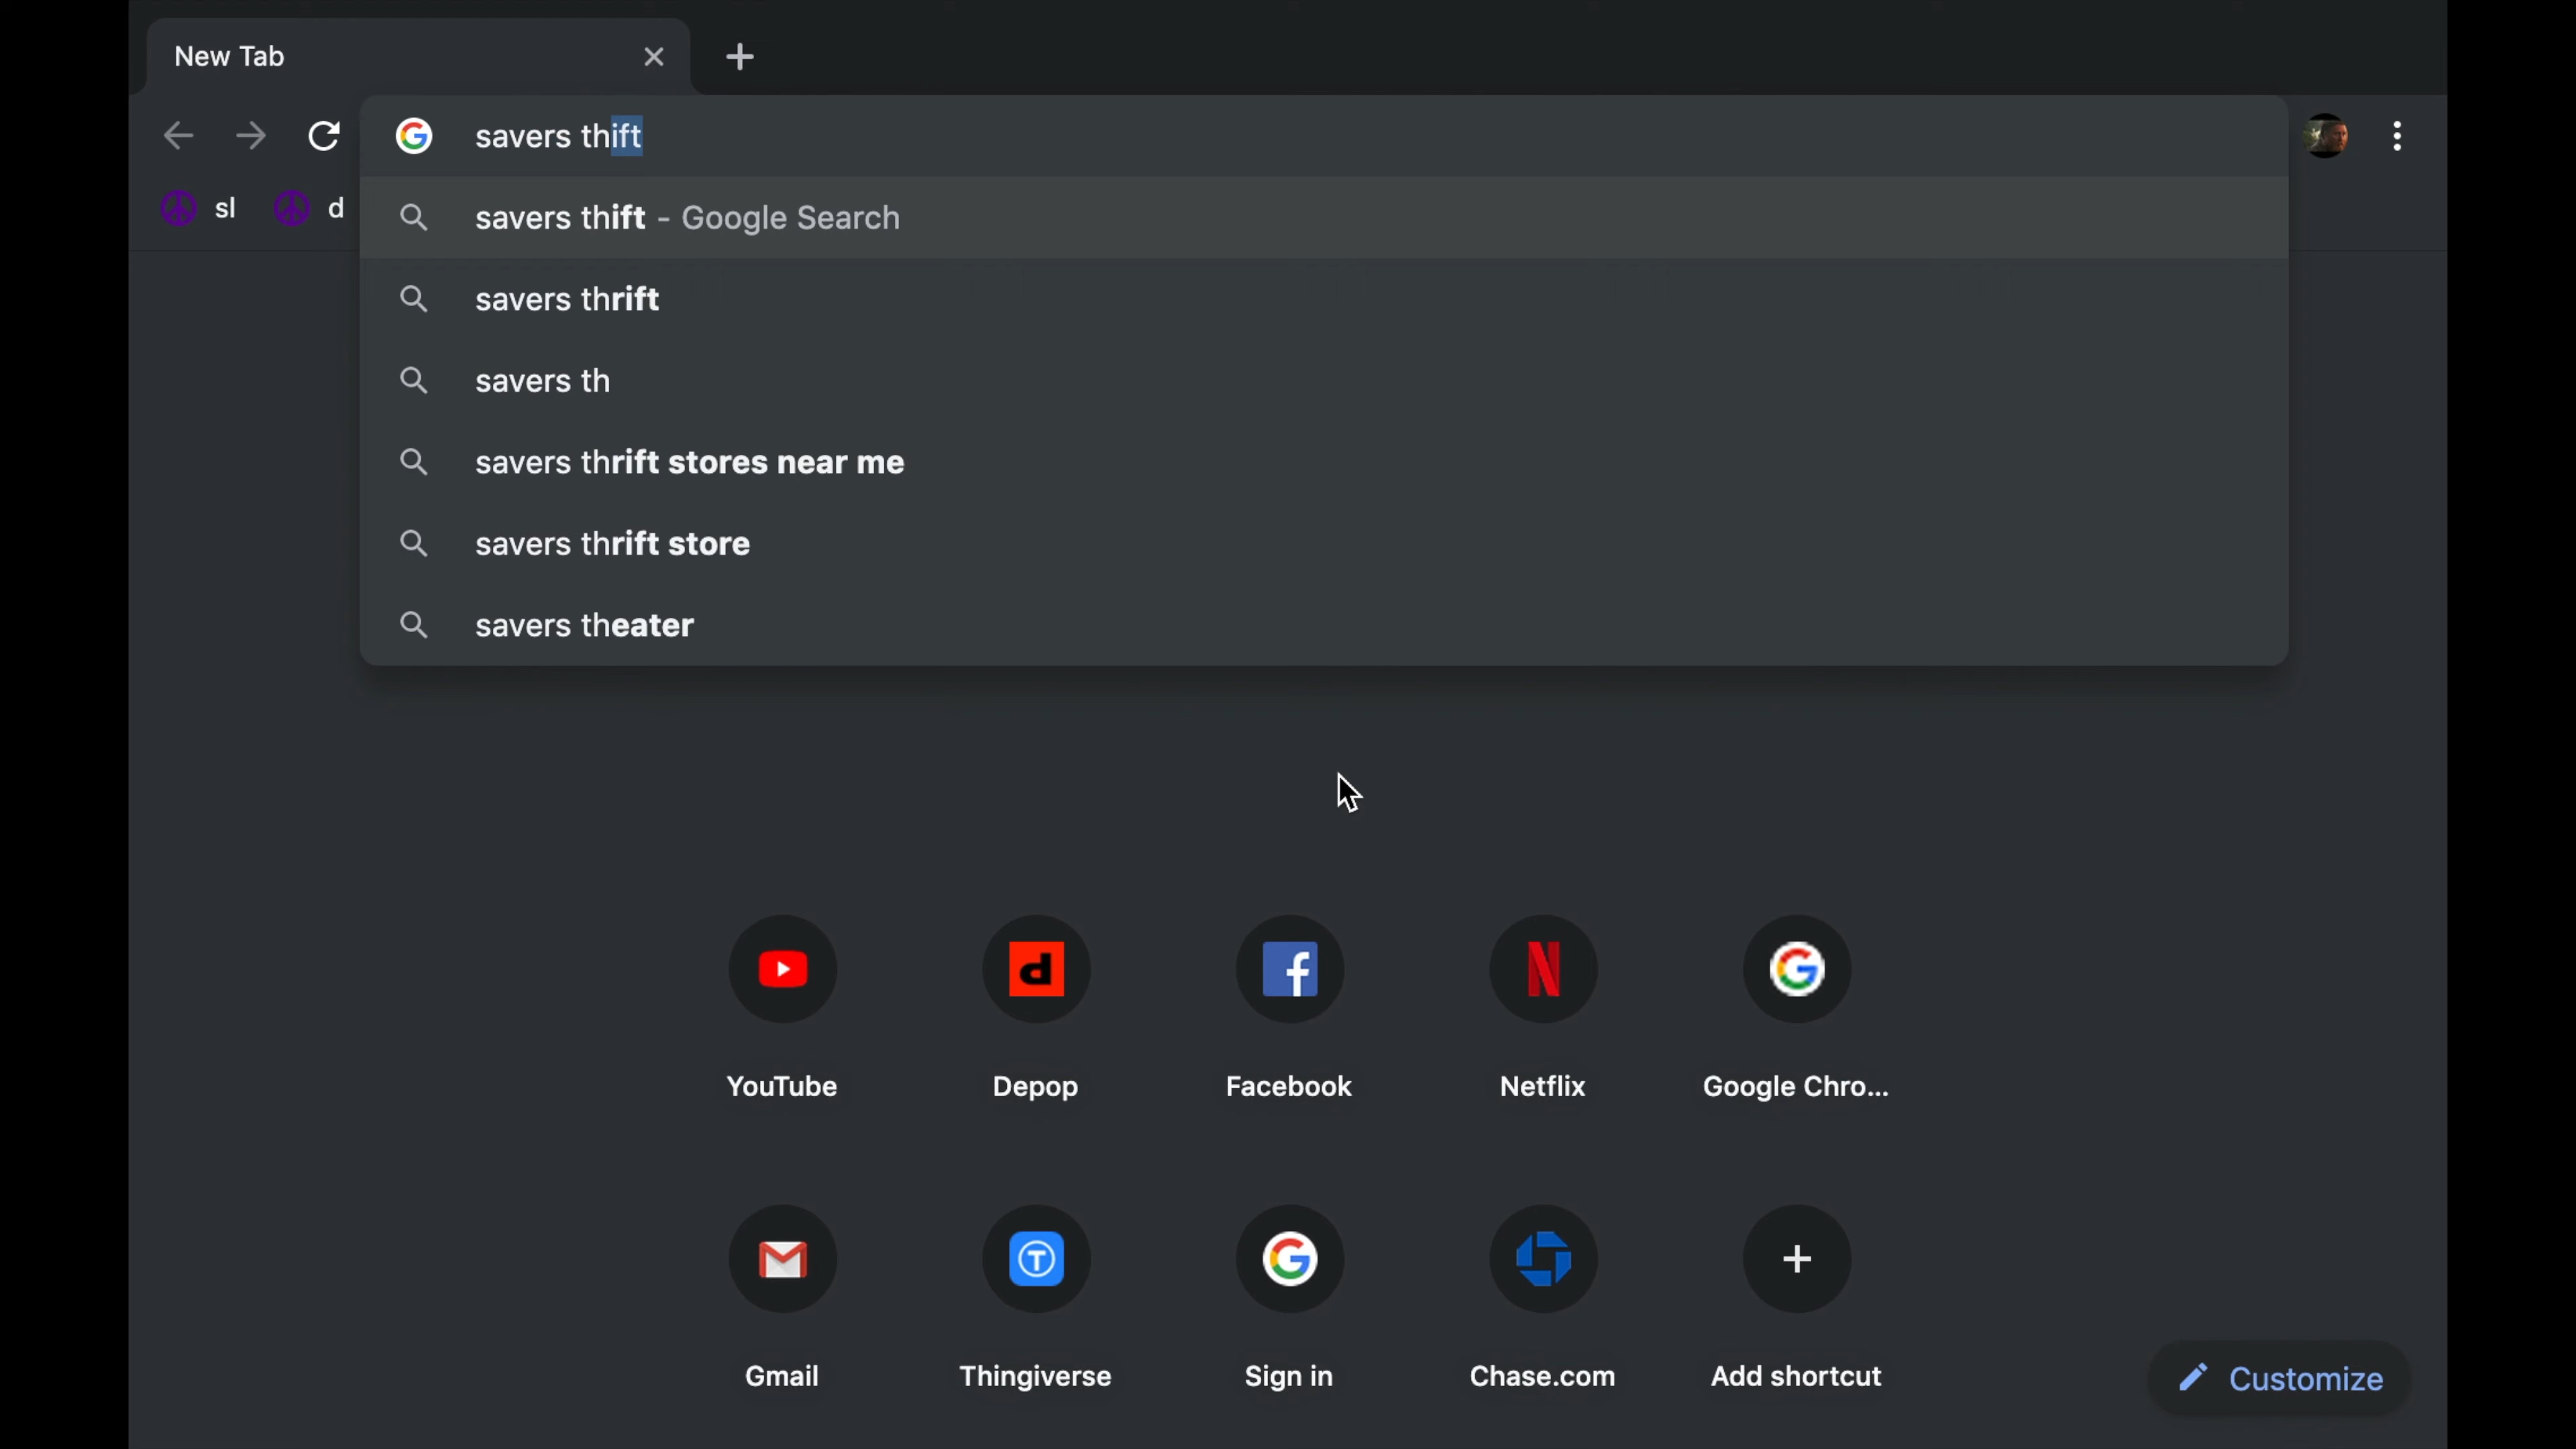 New Tab
savers thift
sl d
savers thift - Google Search
savers thrift
savers th
savers thrift stores near me
savers thrift store
savers theater
YouTube Depop Facebook Netflix Google Chro...
Gmail Thingiverse Sign in Chase.com Add shortcut
Customize